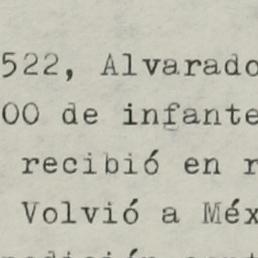 522, Alvarado
00 de infante
recibió en r
Volvió a Méx